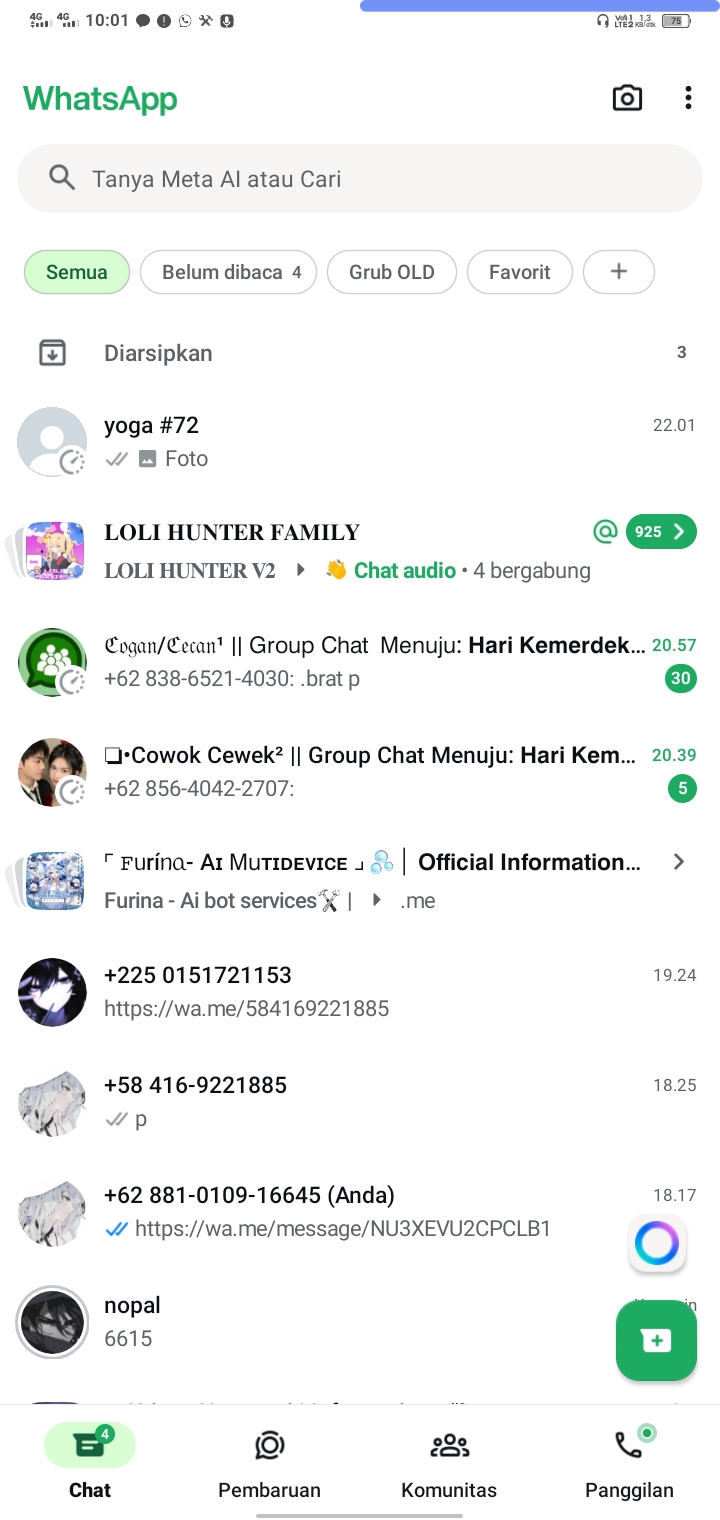 4G 4G 10:01 Vo)) 1 LTE2 1,3 KB/dtk 75
WhatsApp
Tanya Meta AI atau Cari
Semua Belum dibaca 4 Grub OLD Favorit +
Diarsipkan 3
yoga #72 22.01
Foto
𝐋𝐎𝐋𝐈 𝐇𝐔𝐍𝐓𝐄𝐑 𝐅𝐀𝐌𝐈𝐋𝐘 @ 925
𝐋𝐎𝐋𝐈 𝐇𝐔𝐍𝐓𝐄𝐑 𝐕𝟐 👋 Chat audio • 4 bergabung
ℭ𝔬𝔤𝔞𝔫/ℭ𝔢𝔠𝔞𝔫¹ || Group Chat Menuju: Hari Kemerdek... 20.57
+62 838-6521-4030: .brat p 30
❏•Cowok Cewek² || Group Chat Menuju: Hari Kem... 20.39
+62 856-4042-2707: 5
⌜ ꜰurína- Aɪ Muᴛɪᴅᴇᴠɪᴄᴇ ⌟🫧│ Official Information...
Furina - Ai bot services🛠 | .me
+225 0151721153 19.24
https://wa.me/584169221885
+58 416-9221885 18.25
p
+62 881-0109-16645 (Anda) 18.17
https://wa.me/message/NU3XEVU2CPCLB1
nopal
6615
4
Chat Pembaruan Komunitas Panggilan